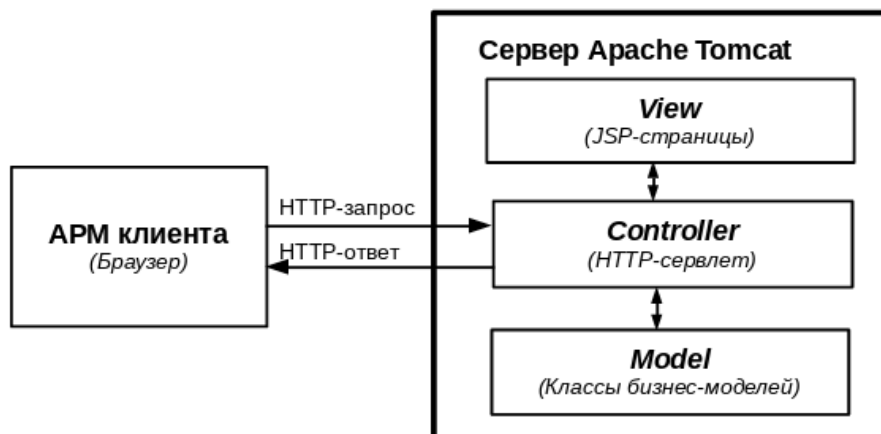 Сервер Apache Tomcat
View
(JSP-страницы)
HTTP-запрос
АРМ клиента
(Браузер)
HTTP-ответ
Controller
(HTTP-сервлет)
Model
(Классы бизнес-моделей)